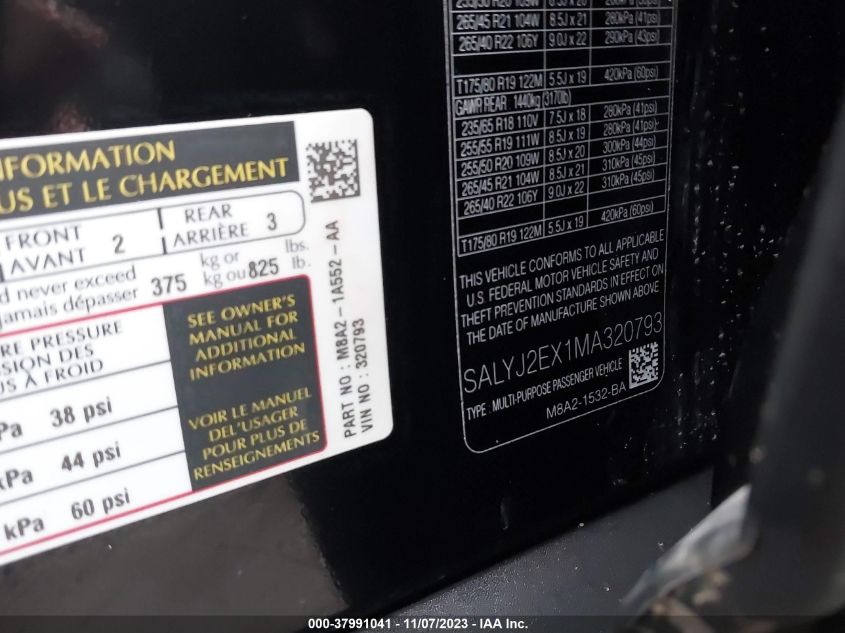 NFORMATION
US ET LE CHARGEMENT
FRONT
AVANT 2
REAR
ARRIÈRE 3
d never exceed
jamais dépasser 375 kg or
kg ou 825 lbs.
lb.
RE PRESSURE
SSION DES
US À FROID
Pa 38 psi
kPa 44 psi
kPa 60 psi
SEE OWNER'S
MANUAL FOR
ADDITIONAL
INFORMATION
VOIR LE MANUEL
DEL'USAGER
POUR PLUS DE
RENSEIGNEMENTS
PART NO : M8A2 - 1A552 - AA
VIN NO : 320793
265/45 R21 104W 8.5J x 21 280kPa (41psi)
265/40 R22 106Y 9.0J x 22 290kPa (43psi)
T175/80 R19 122M 5.5J x 19 420kPa (60psi)
GAWR REAR 1440kg (3170lb)
235/65 R18 110V 7.5J x 18 280kPa (41psi)
255/55 R19 111W 8.5J x 19 280kPa (41psi)
255/50 R20 109W 8.5J x 20 300kPa (44psi)
265/45 R21 104W 8.5J x 21 310kPa (45psi)
265/40 R22 106Y 9.0J x 22 310kPa (45psi)
T175/80 R19 122M 5.5J x 19 420kPa (60psi)
THIS VEHICLE CONFORMS TO ALL APPLICABLE
U.S. FEDERAL MOTOR VEHICLE SAFETY AND
THEFT PREVENTION STANDARDS IN EFFECT ON
THE DATE OF MANUFACTURE SHOWN ABOVE
SALYJ2EX1MA320793
TYPE : MULTI-PURPOSE PASSENGER VEHICLE
M8A2-1532-BA
000-37991041 - 11/07/2023 - IAA Inc.